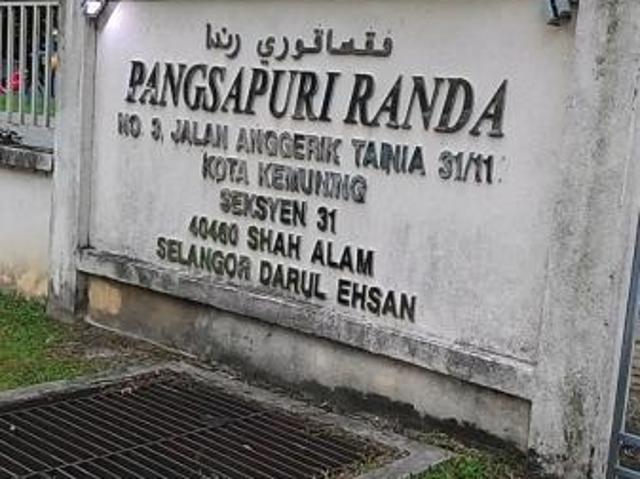 ڤڠساڤوري رندا
PANGSAPURI RANDA
NO. 3, JALAN ANGGERIK TAINIA 31/11
KOTA KEMUNING
SEKSYEN 31
40460 SHAH ALAM
SELANGOR DARUL EHSAN